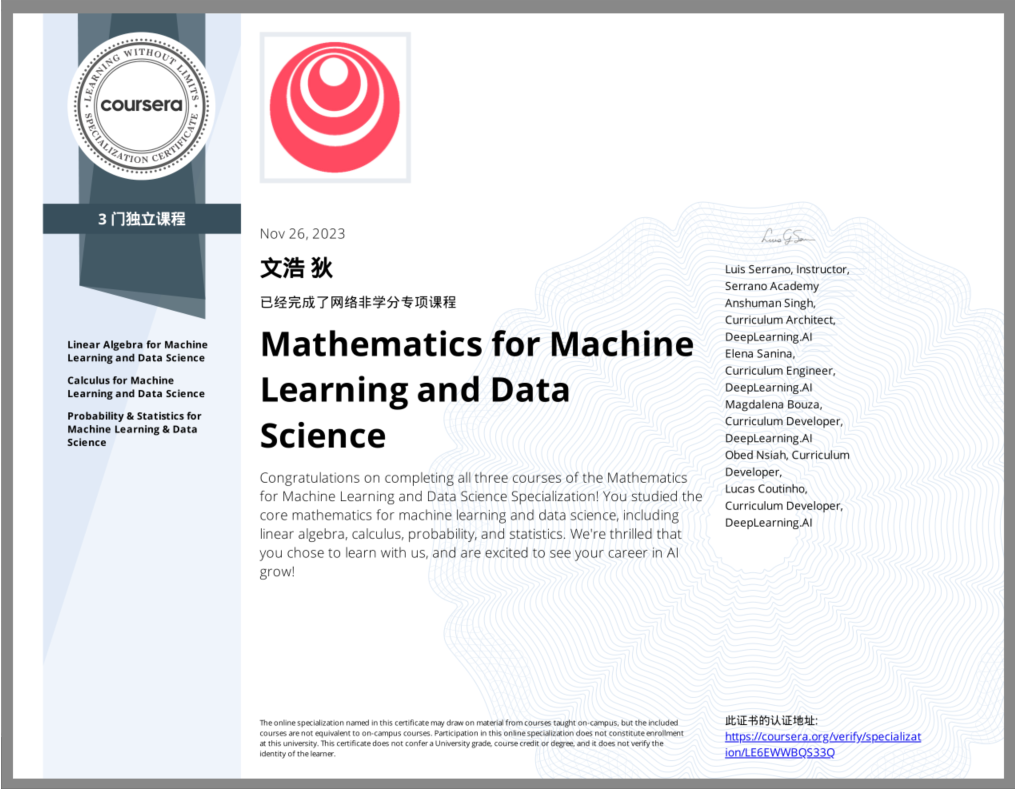 LEARNING WITHOUT LIMITS
coursera
SPECIALIZATION CERTIFICATE
3 门独立课程
Linear Algebra for Machine
Learning and Data Science
Calculus for Machine
Learning and Data Science
Probability & Statistics for
Machine Learning & Data
Science
Nov 26, 2023
文浩 狄
已经完成了网络非学分专项课程
Mathematics for Machine
Learning and Data
Science
Congratulations on completing all three courses of the Mathematics
for Machine Learning and Data Science Specialization! You studied the
core mathematics for machine learning and data science, including
linear algebra, calculus, probability, and statistics. We're thrilled that
you chose to learn with us, and are excited to see your career in AI
grow!
Luis Serrano, Instructor,
Serrano Academy
Anshuman Singh,
Curriculum Architect,
DeepLearning.AI
Elena Sanina,
Curriculum Engineer,
DeepLearning.AI
Magdalena Bouza,
Curriculum Developer,
DeepLearning.AI
Obed Nsiah, Curriculum
Developer,
Lucas Coutinho,
Curriculum Developer,
DeepLearning.AI
The online specialization named in this certificate may draw on material from courses taught on-campus, but the included
courses are not equivalent to on-campus courses. Participation in this online specialization does not constitute enrollment
at this university. This certificate does not confer a University grade, course credit or degree, and it does not verify the
identity of the learner.
此证书的认证地址:
https://coursera.org/verify/specializat
ion/LE6EWWBQS33Q